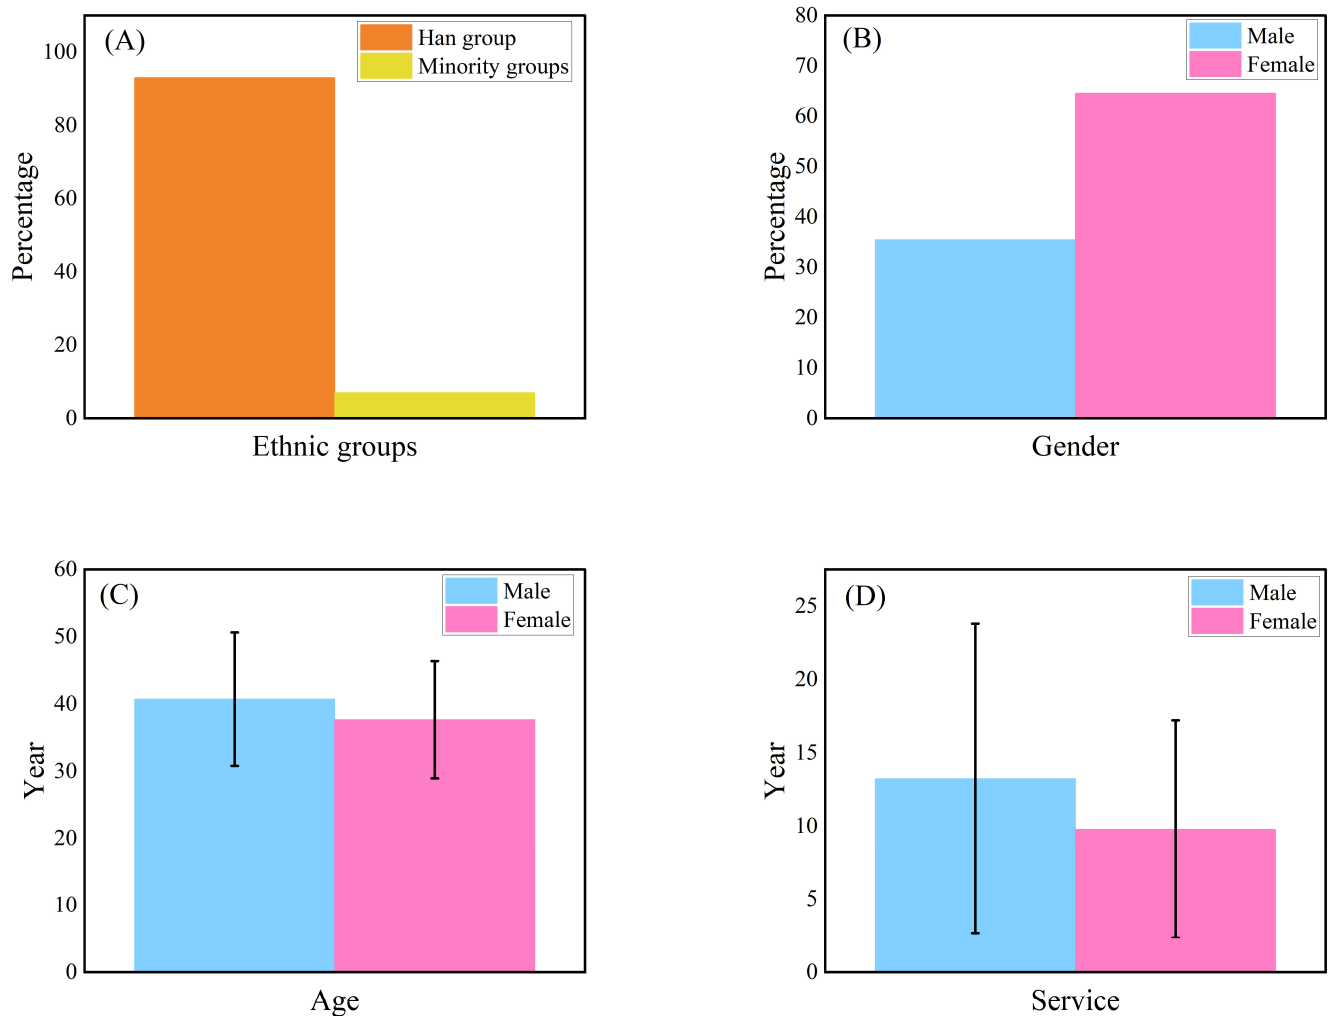 (A)
Han group
Minority groups
Percentage
100
80
60
40
20
0
Ethnic groups
(B)
Male
Female
Percentage
80
70
60
50
40
30
20
10
0
Gender
(C)
Male
Female
Year
60
50
40
30
20
10
0
Age
(D)
Male
Female
Year
25
20
15
10
5
0
Service